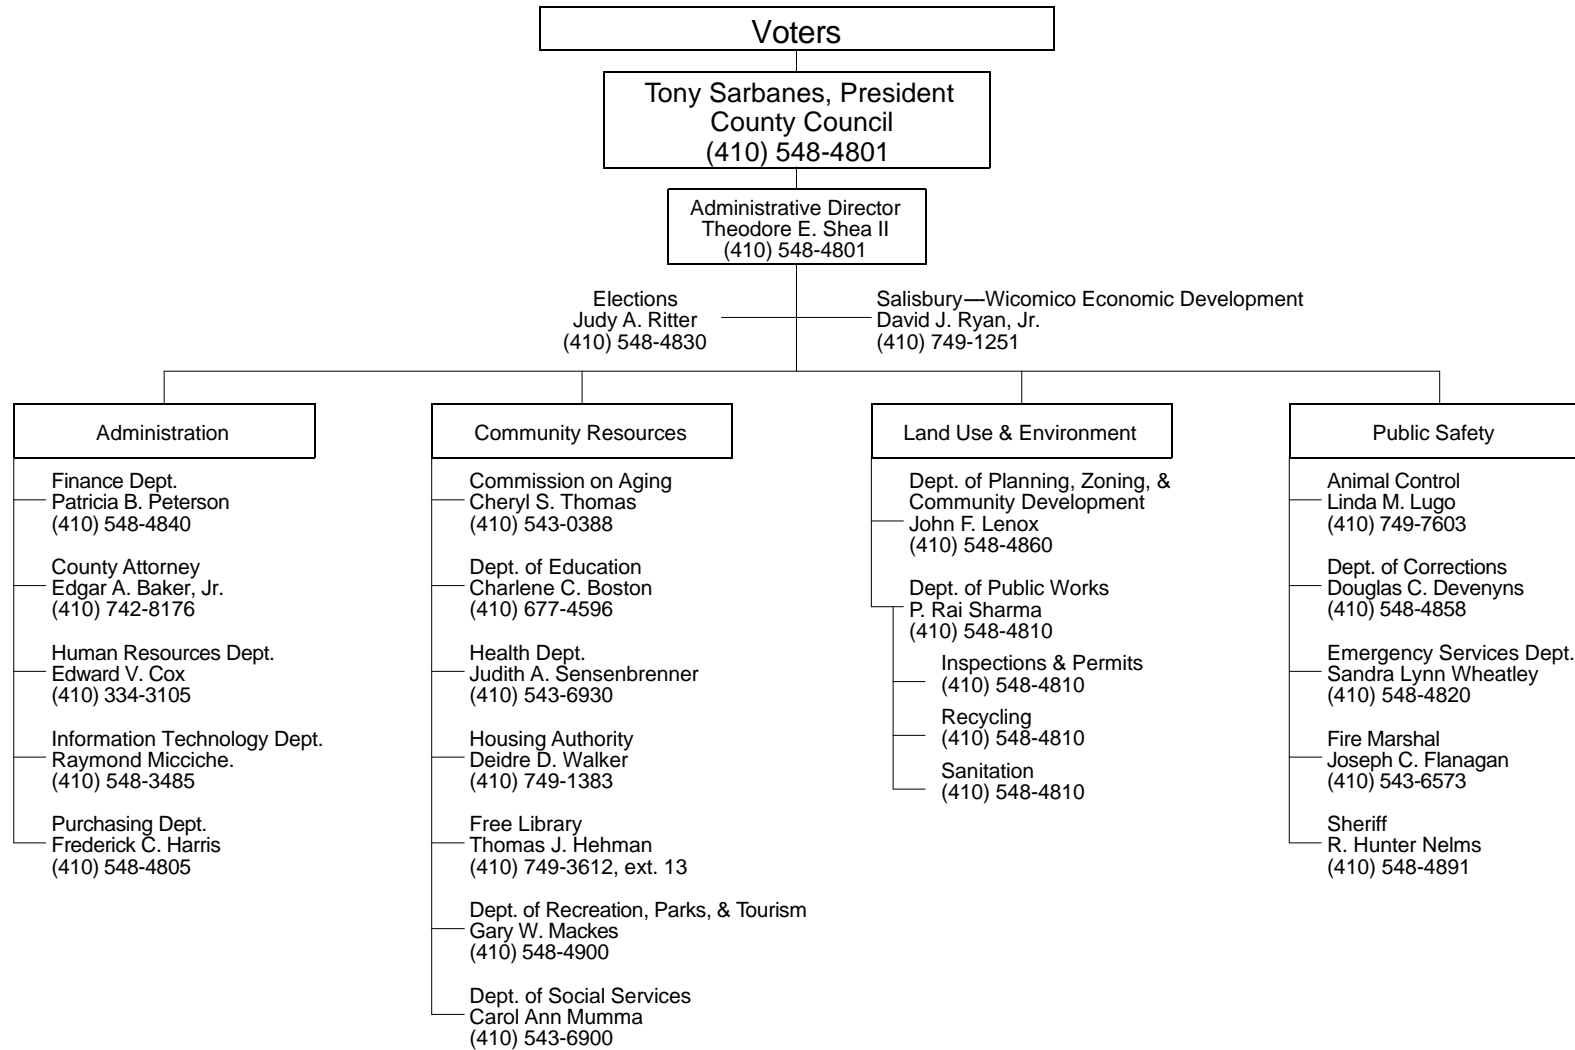 Voters
Tony Sarbanes, President
County Council
(410) 548-4801
Administrative Director
Theodore E. Shea II
(410) 548-4801
Elections
Judy A. Ritter
(410) 548-4830
Salisbury—Wicomico Economic Development
David J. Ryan, Jr.
(410) 749-1251
Administration
Finance Dept.
Patricia B. Peterson
(410) 548-4840
County Attorney
Edgar A. Baker, Jr.
(410) 742-8176
Human Resources Dept.
Edward V. Cox
(410) 334-3105
Information Technology Dept.
Raymond Micciche.
(410) 548-3485
Purchasing Dept.
Frederick C. Harris
(410) 548-4805
Community Resources
Commission on Aging
Cheryl S. Thomas
(410) 543-0388
Dept. of Education
Charlene C. Boston
(410) 677-4596
Health Dept.
Judith A. Sensenbrenner
(410) 543-6930
Housing Authority
Deidre D. Walker
(410) 749-1383
Free Library
Thomas J. Hehman
(410) 749-3612, ext. 13
Dept. of Recreation, Parks, & Tourism
Gary W. Mackes
(410) 548-4900
Dept. of Social Services
Carol Ann Mumma
(410) 543-6900
Land Use & Environment
Dept. of Planning, Zoning, &
Community Development
John F. Lenox
(410) 548-4860
Dept. of Public Works
P. Rai Sharma
(410) 548-4810
Inspections & Permits
(410) 548-4810
Recycling
(410) 548-4810
Sanitation
(410) 548-4810
Public Safety
Animal Control
Linda M. Lugo
(410) 749-7603
Dept. of Corrections
Douglas C. Devenyns
(410) 548-4858
Emergency Services Dept.
Sandra Lynn Wheatley
(410) 548-4820
Fire Marshal
Joseph C. Flanagan
(410) 543-6573
Sheriff
R. Hunter Nelms
(410) 548-4891